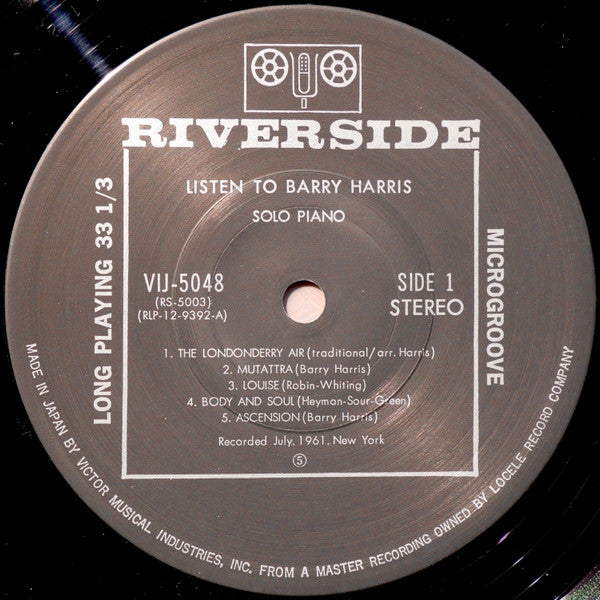 RIVERSIDE
LISTEN TO BARRY HARRIS
SOLO PIANO
VIJ-5048
(RS-5003)
(RLP-12-9392-A)
SIDE 1
STEREO
LONG PLAYING 33 1/3
MICROGROOVE
1. THE LONDONDERRY AIR (traditional/arr. Harris)
2. MUTATTRA (Barry Harris)
3. LOUISE (Robin-Whiting)
4. BODY AND SOUL (Heyman-Sour-Green)
5. ASCENSION (Barry Harris)
Recorded July, 1961, New York
⑤
MADE IN JAPAN BY VICTOR MUSICAL INDUSTRIES, INC. FROM A MASTER RECORDING OWNED BY LOCELE RECORD COMPANY